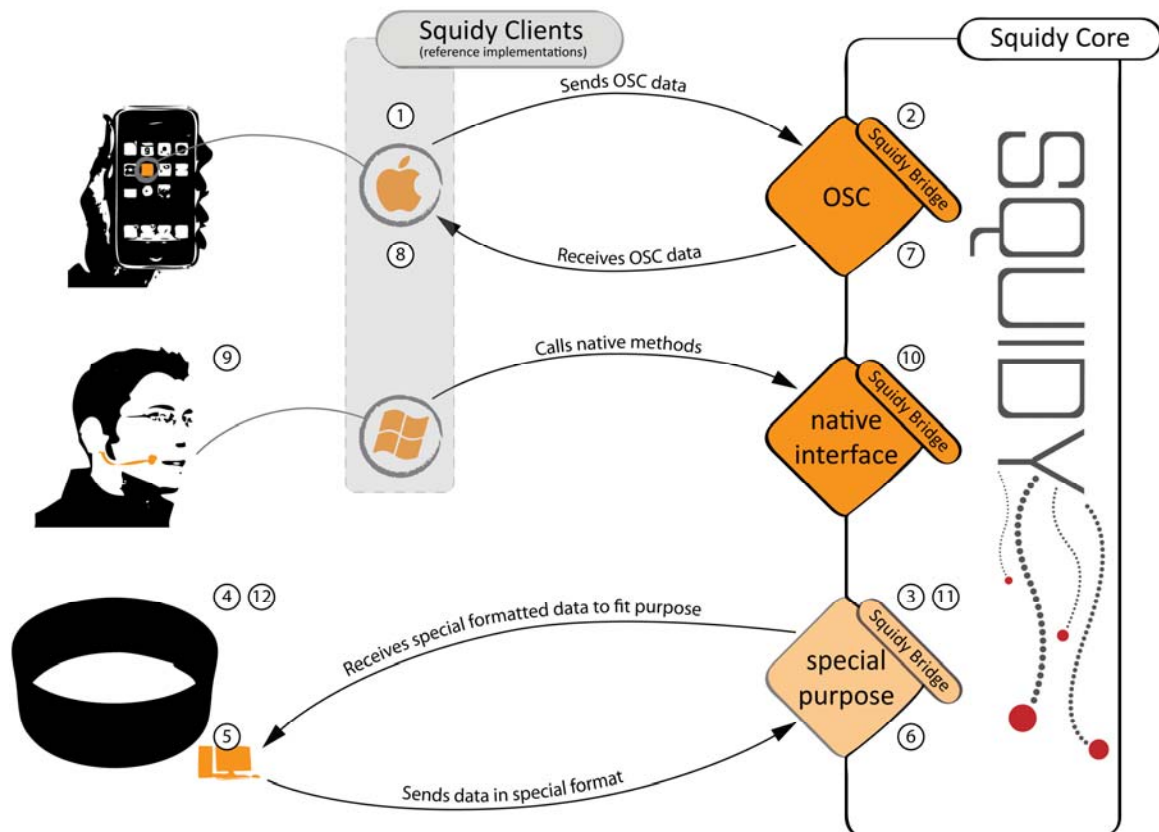 Squidy Clients
(reference implementations)
Squidy Core
Sends OSC data
①
②
Squidy Bridge
OSC
Receives OSC data
⑧
⑦
SQUIDY
⑨
Calls native methods
⑩
Squidy Bridge
native
interface
④ ⑫
Receives special formatted data to fit purpose
③ ⑪
Squidy Bridge
special
purpose
⑤
⑥
Sends data in special format